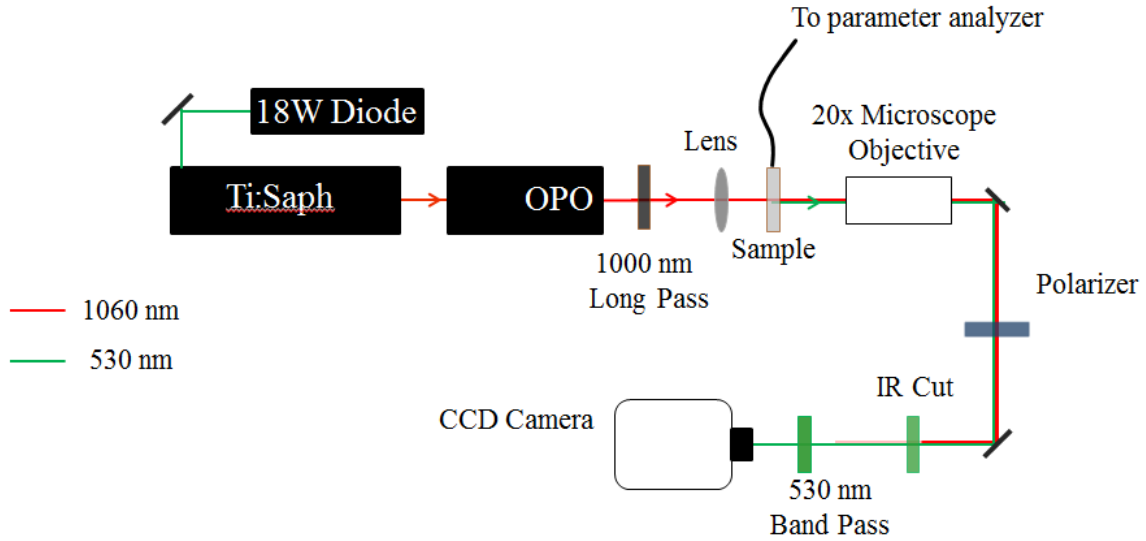 To parameter analyzer
18W Diode
20x Microscope
Objective
Lens
Ti:Saph
OPO
Sample
1000 nm
Long Pass
Polarizer
1060 nm
530 nm
IR Cut
CCD Camera
530 nm
Band Pass